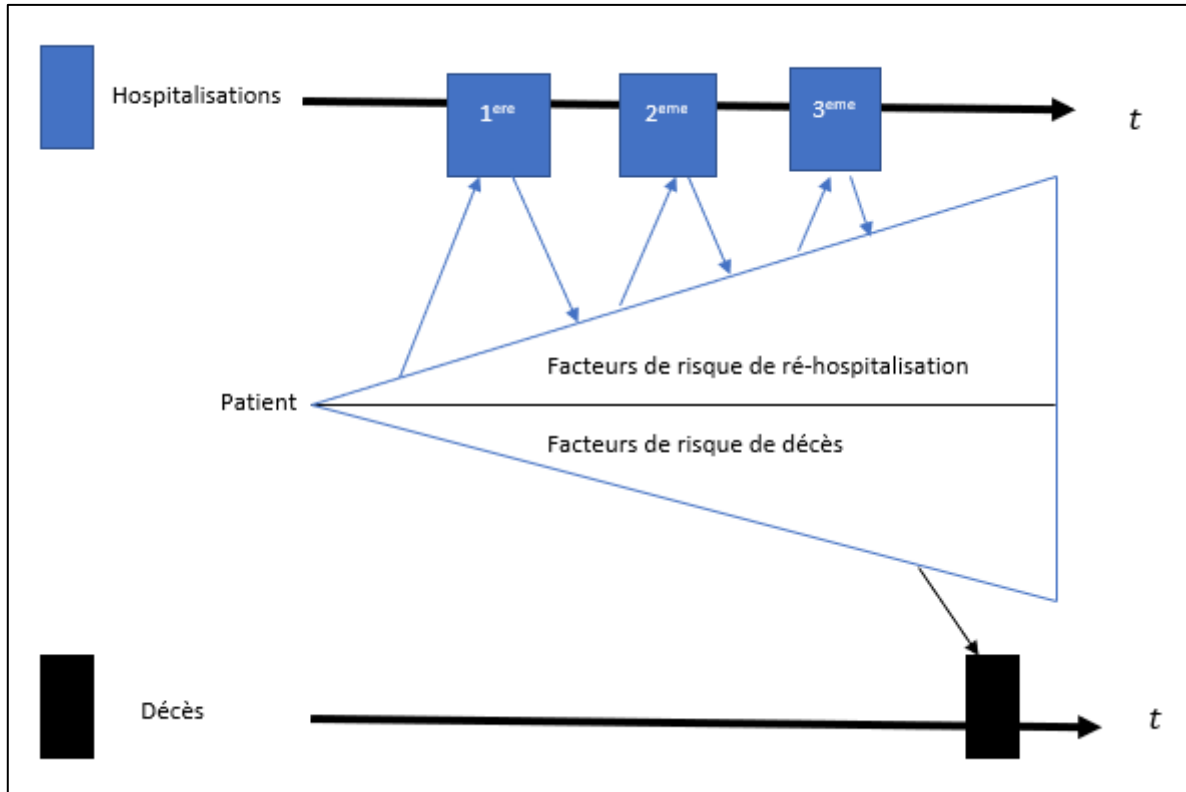 Hospitalisations
1ere
2eme
3eme
t
Facteurs de risque de ré-hospitalisation
Patient
Facteurs de risque de décès
Décès
t